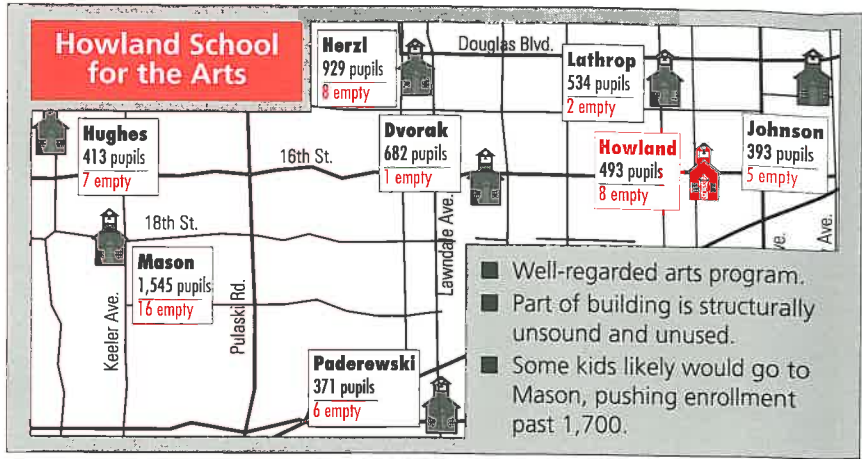 Howland School
for the Arts
Herzl
929 pupils
8 empty
Douglas Blvd.
Lathrop
534 pupils
2 empty
Hughes
413 pupils
7 empty
16th St.
Dvorak
682 pupils
1 empty
Howland
493 pupils
8 empty
Johnson
393 pupils
5 empty
18th St.
Mason
1,545 pupils
16 empty
Keeler Ave.
Pulaski Rd.
Lawndale Ave.
ve.
Ave.
Paderewski
371 pupils
6 empty
Well-regarded arts program.
Part of building is structurally
unsound and unused.
Some kids likely would go to
Mason, pushing enrollment
past 1,700.